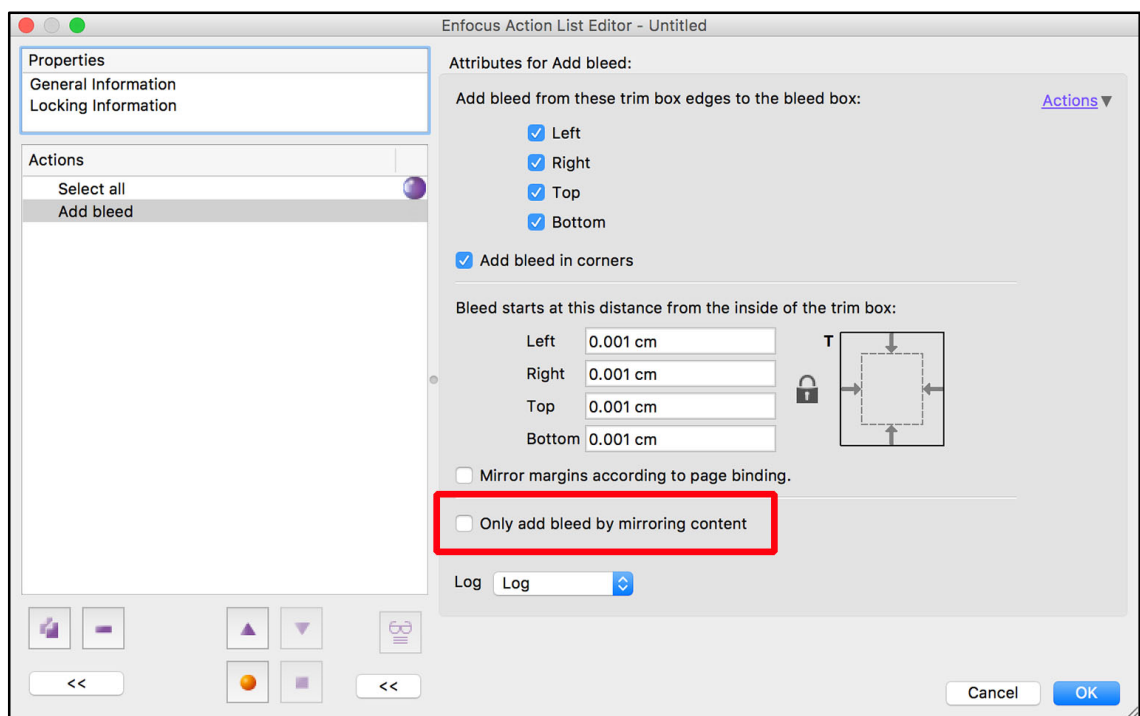 Enfocus Action List Editor - Untitled
Properties
General Information
Locking Information
Actions
Select all
Add bleed
<<
<<
Attributes for Add bleed:
Add bleed from these trim box edges to the bleed box:
Actions▼
Left
Right
Top
Bottom
Add bleed in corners
Bleed starts at this distance from the inside of the trim box:
Left 0.001 cm
Right 0.001 cm
Top 0.001 cm
Bottom 0.001 cm
T
Mirror margins according to page binding.
Only add bleed by mirroring content
Log Log
Cancel OK